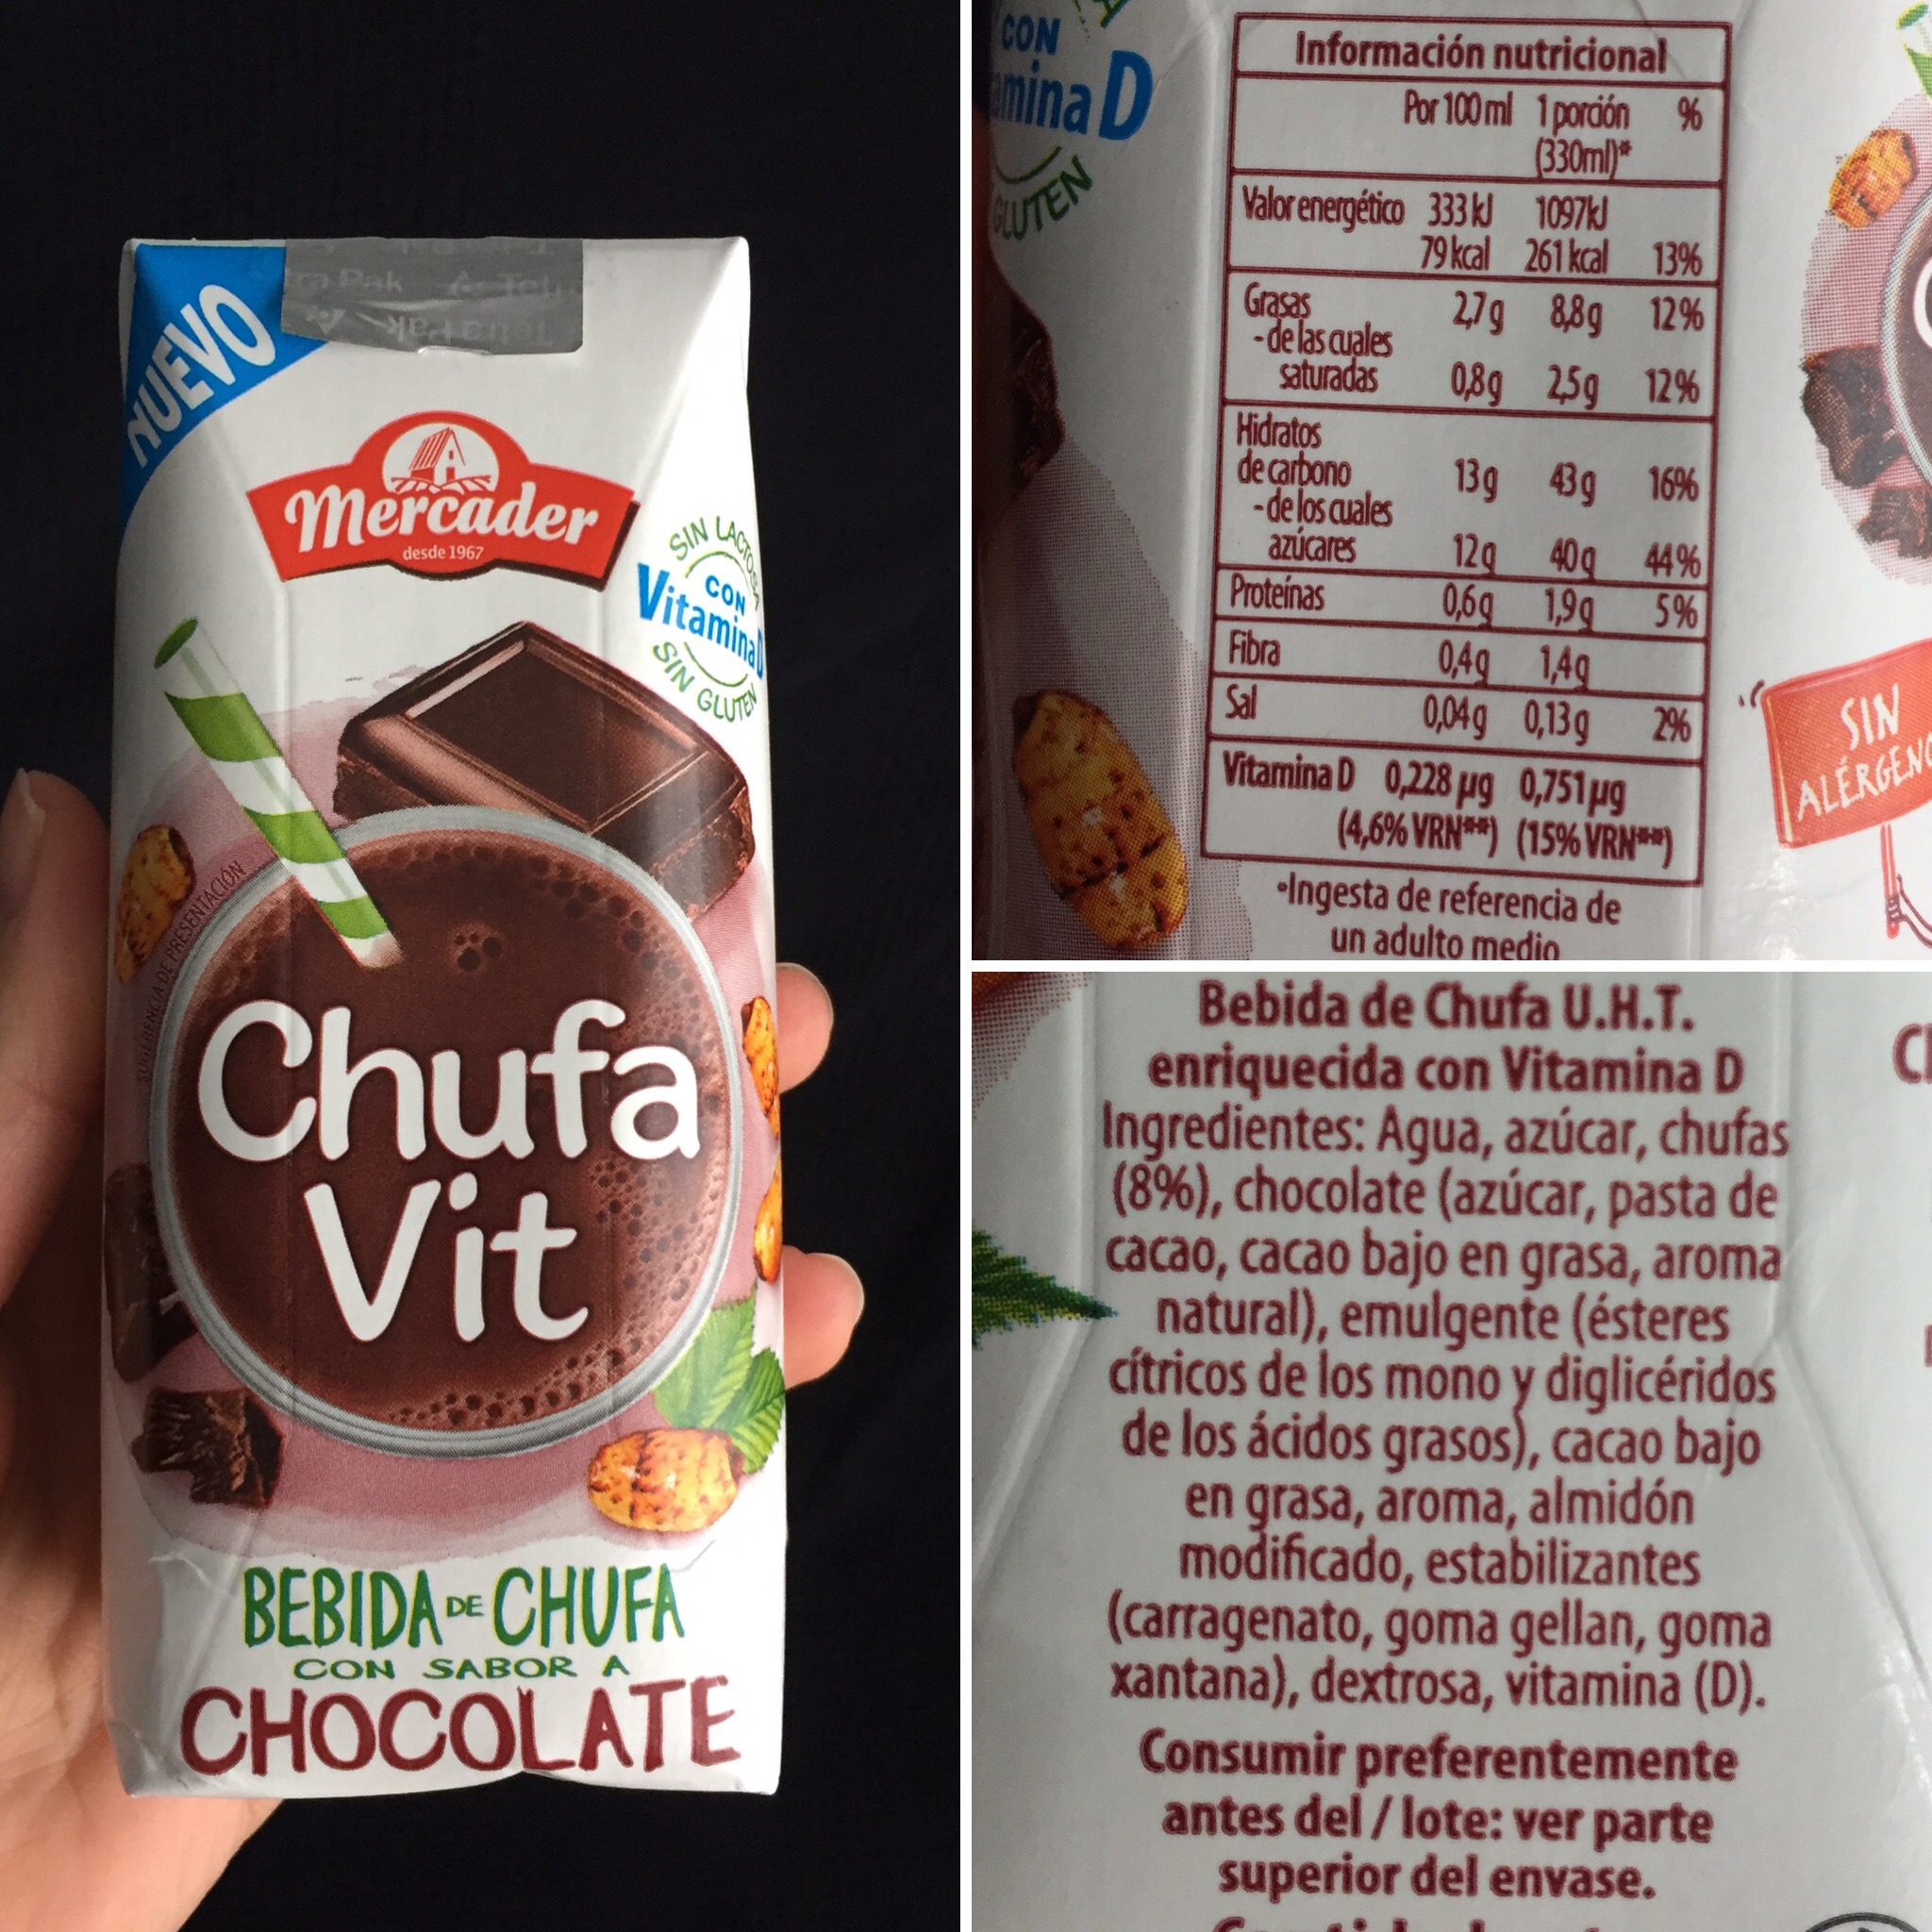 NUEVO
Mercader
desde 1967
SIN LACTOSA
CON
Vitamina D
SIN GLUTEN
SUGERENCIA DE PRESENTACIÓN
Chufa
Vit
BEBIDA DE CHUFA
CON SABOR A
CHOCOLATE
CON
amina D
GLUTEN
Información nutricional
Por 100 ml 1 porción %
(330ml)*
Valor energético 333 kJ 1097kJ
79 kcal 261 kcal 13%
Grasas 2,7 g 8,8 g 12%
- de las cuales
saturadas 0,8 g 2,5 g 12%
Hidratos
de carbono 13 g 43 g 16%
- de los cuales
azúcares 12 g 40 g 44%
Proteínas 0,6 g 1,9 g 5%
Fibra 0,4 g 1,4 g
Sal 0,04 g 0,13 g 2%
Vitamina D 0,228 µg 0,751 µg
(4,6% VRN**) (15% VRN**)
*Ingesta de referencia de
un adulto medio
SIN
ALÉRGENO
Bebida de Chufa U.H.T.
enriquecida con Vitamina D
Ingredientes: Agua, azúcar, chufas
(8%), chocolate (azúcar, pasta de
cacao, cacao bajo en grasa, aroma
natural), emulgente (ésteres
cítricos de los mono y diglicéridos
de los ácidos grasos), cacao bajo
en grasa, aroma, almidón
modificado, estabilizantes
(carragenato, goma gellan, goma
xantana), dextrosa, vitamina (D).
Consumir preferentemente
antes del / lote: ver parte
superior del envase.